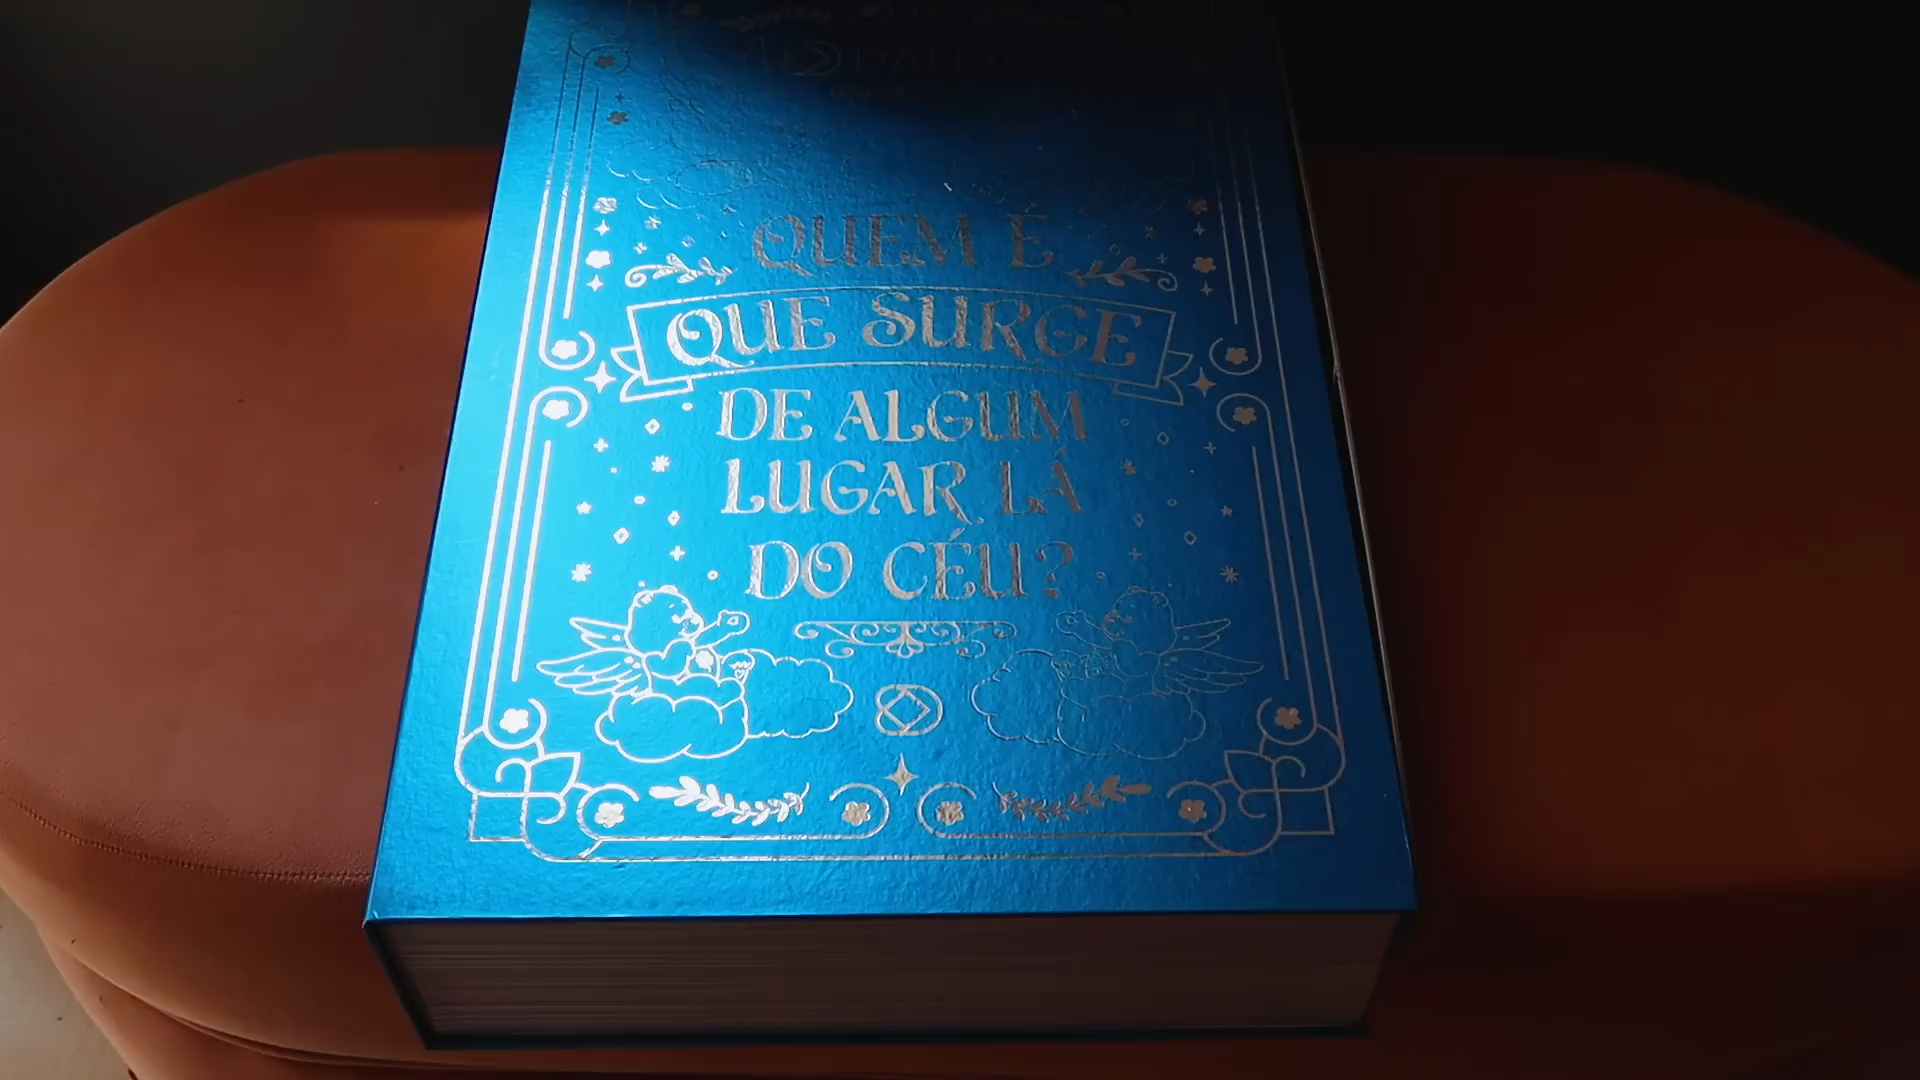 QUEM É
QUE SURGE
DE ALGUM
LUGAR LÁ
DO CÉU?